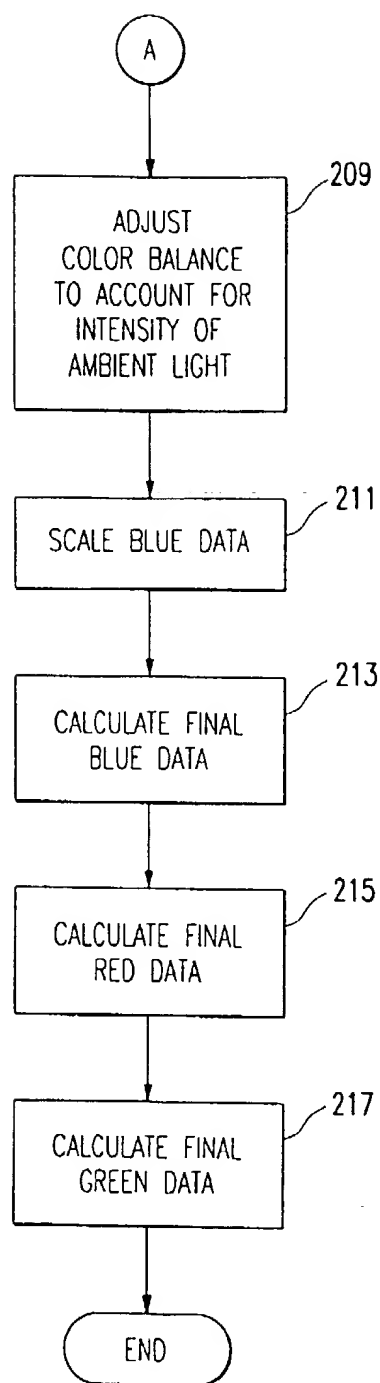 A
209
ADJUST
COLOR BALANCE
TO ACCOUNT FOR
INTENSITY OF
AMBIENT LIGHT
211
SCALE BLUE DATA
213
CALCULATE FINAL
BLUE DATA
215
CALCULATE FINAL
RED DATA
217
CALCULATE FINAL
GREEN DATA
END